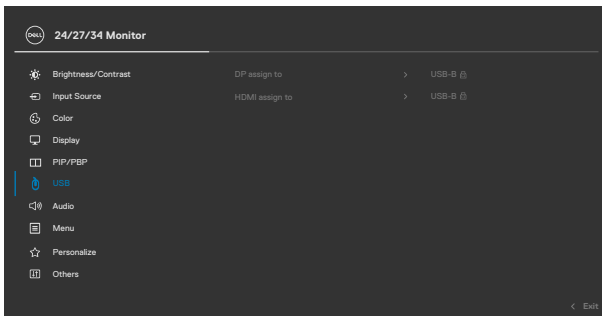 DELL 24/27/34 Monitor
Brightness/Contrast DP assign to > USB-B
Input Source HDMI assign to > USB-B
Color
Display
PIP/PBP
USB
Audio
Menu
Personalize
Others
< Exit